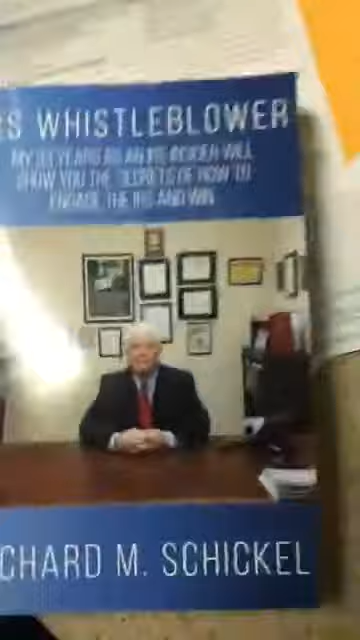 S WHISTLEBLOWER
MY 33 YEARS AS AN IRS INSIDER WILL
SHOW YOU THE SECRETS OF HOW TO
ENGAGE THE IRS AND WIN
CHARD M. SCHICKEL